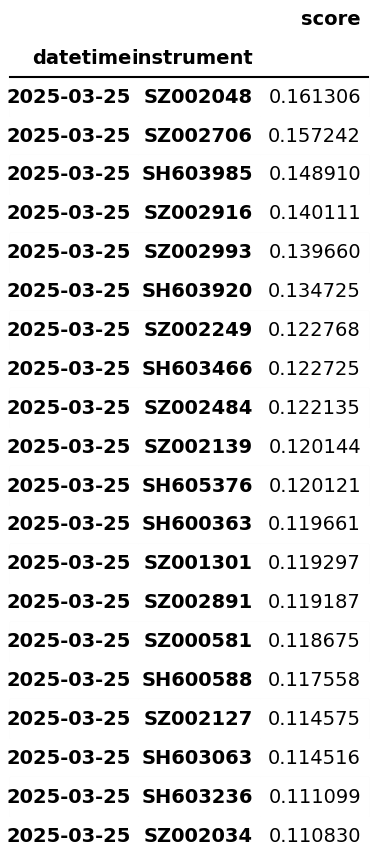 score
datetime instrument
2025-03-25 SZ002048 0.161306
2025-03-25 SZ002706 0.157242
2025-03-25 SH603985 0.148910
2025-03-25 SZ002916 0.140111
2025-03-25 SZ002993 0.139660
2025-03-25 SH603920 0.134725
2025-03-25 SZ002249 0.122768
2025-03-25 SH603466 0.122725
2025-03-25 SZ002484 0.122135
2025-03-25 SZ002139 0.120144
2025-03-25 SH605376 0.120121
2025-03-25 SH600363 0.119661
2025-03-25 SZ001301 0.119297
2025-03-25 SZ002891 0.119187
2025-03-25 SZ000581 0.118675
2025-03-25 SH600588 0.117558
2025-03-25 SZ002127 0.114575
2025-03-25 SH603063 0.114516
2025-03-25 SH603236 0.111099
2025-03-25 SZ002034 0.110830